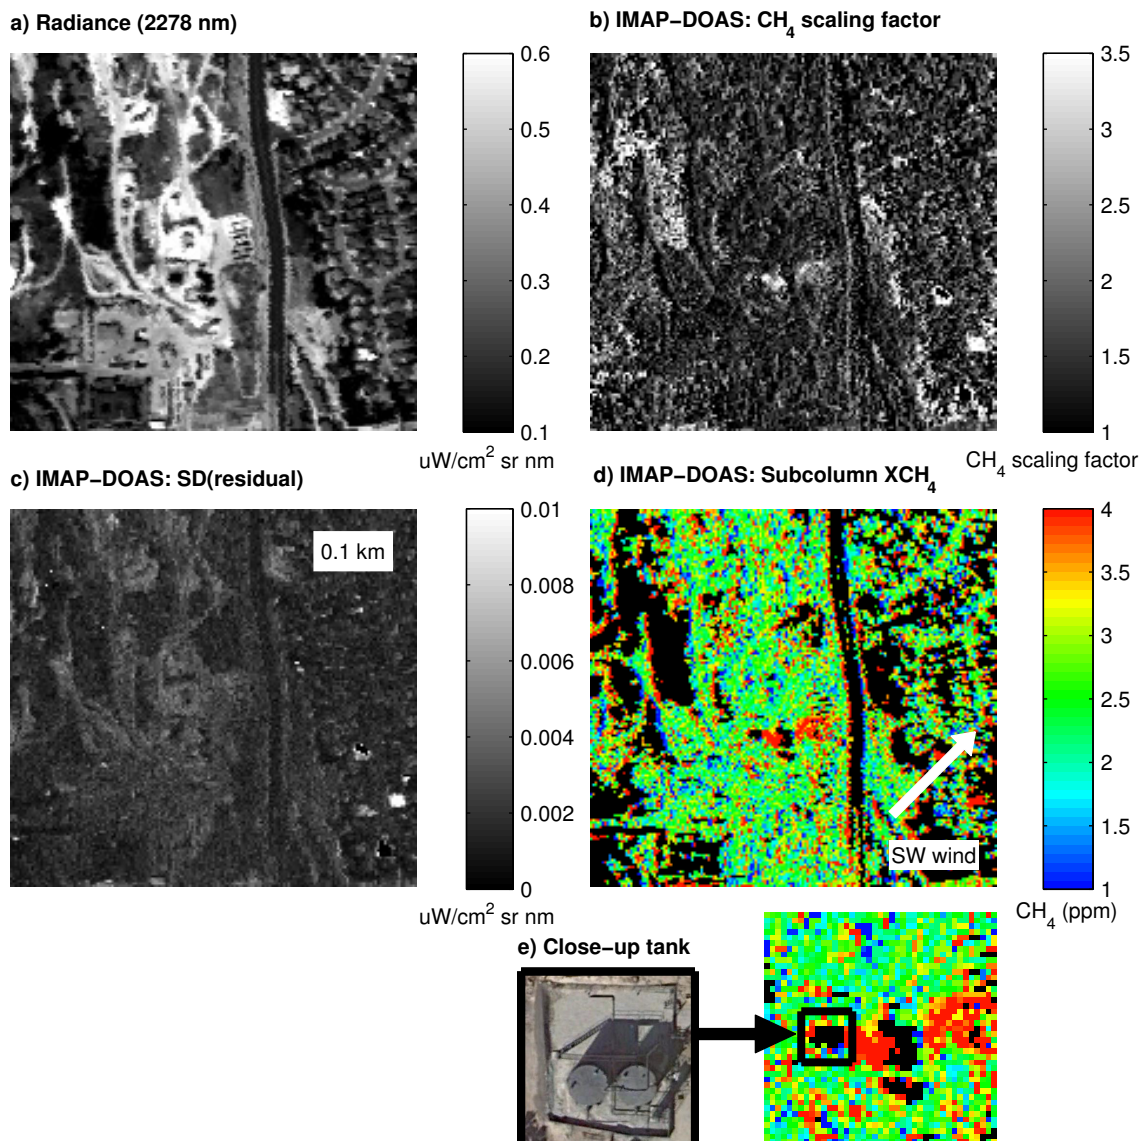 a) Radiance (2278 nm)
b) IMAP−DOAS: CH4 scaling factor
0.6
0.5
0.4
0.3
0.2
0.1
uW/cm2 sr nm
3.5
3
2.5
2
1.5
1
CH4 scaling factor
c) IMAP−DOAS: SD(residual)
d) IMAP−DOAS: Subcolumn XCH4
0.1 km
0.01
0.008
0.006
0.004
0.002
0
uW/cm2 sr nm
SW wind
4
3.5
3
2.5
2
1.5
1
CH4 (ppm)
e) Close−up tank